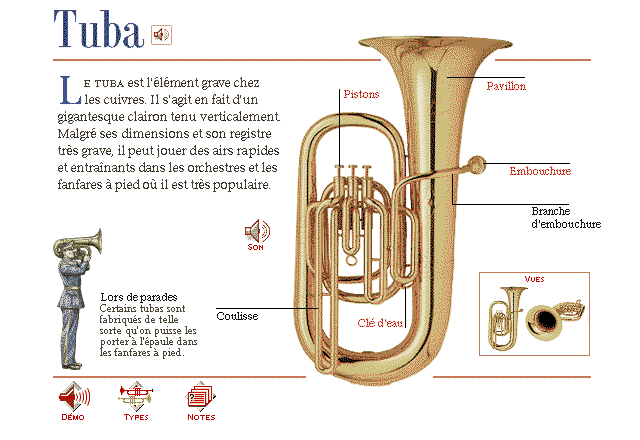 Tuba
LE TUBA est l'élément grave chez
les cuivres. Il s'agit en fait d'un
gigantesque clairon tenu verticalement.
Malgré ses dimensions et son registre
très grave, il peut jouer des airs rapides
et entraînants dans les orchestres et les
fanfares à pied où il est très populaire.
Pistons
Pavillon
Embouchure
Branche
d'embouchure
SON
Lors de parades
Certains tubas sont
fabriqués de telle
sorte qu'on puisse les
porter à l'épaule dans
les fanfares à pied.
Coulisse
Clé d'eau
VUES
DÉMO
TYPES
NOTES